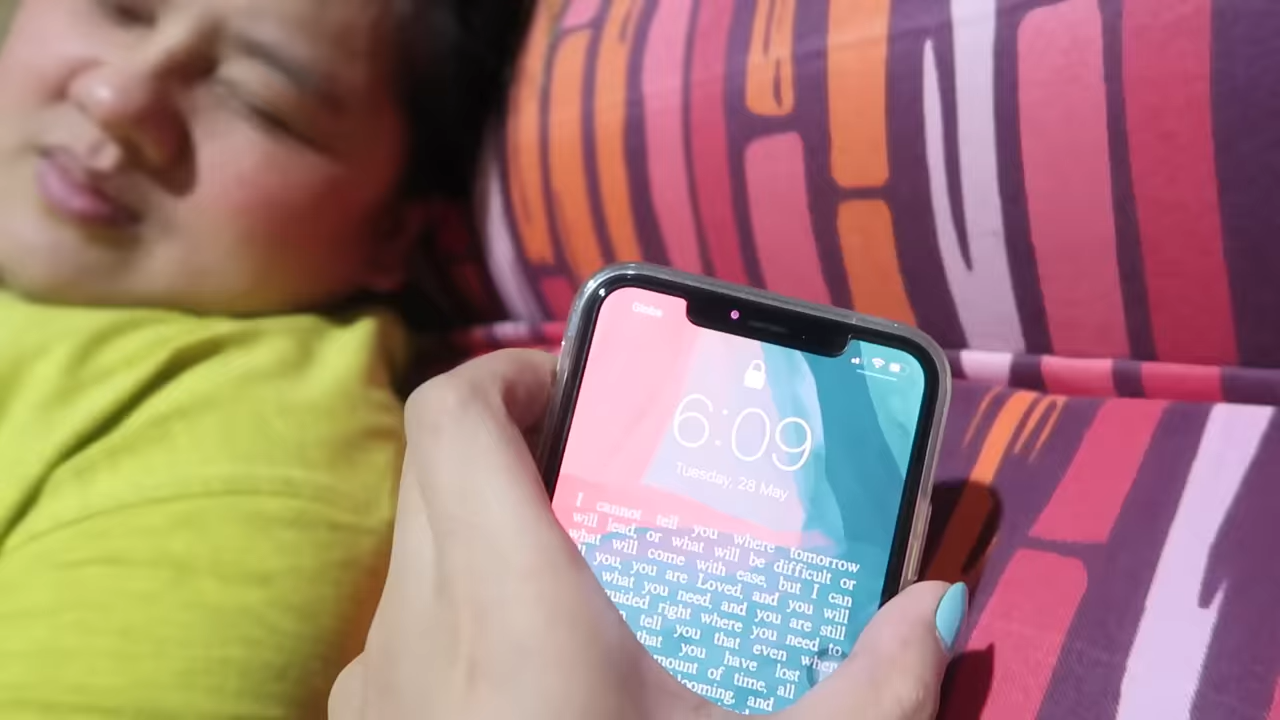 Globe
6:09
Tuesday, 28 May
I cannot tell you where tomorrow
will lead, or what will be difficult or
what will come with ease, but I can
you, you are Loved, and you will
what you need, and you are still
guided right where you need to
tell you that even when
that you have lost
mount of time, all
looming, and